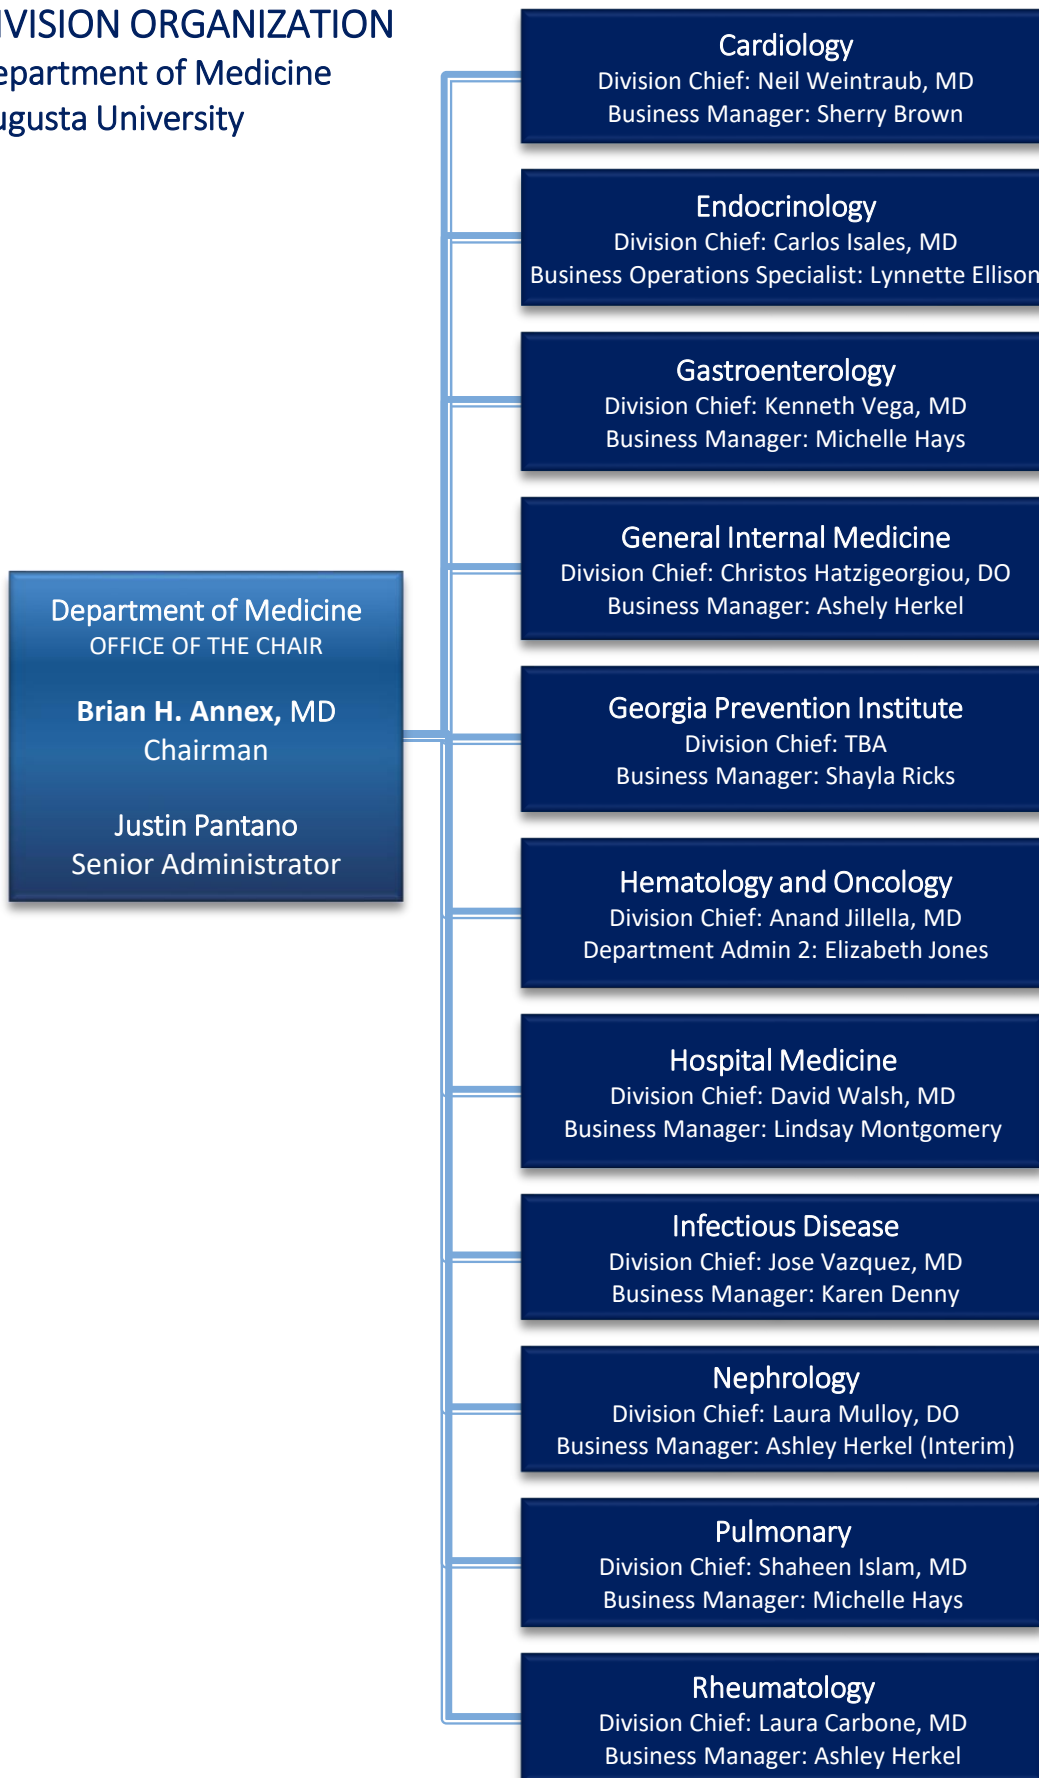 IVISION ORGANIZATION
epartment of Medicine
ugusta University
Department of Medicine
OFFICE OF THE CHAIR
Brian H. Annex, MD
Chairman
Justin Pantano
Senior Administrator
Cardiology
Division Chief: Neil Weintraub, MD
Business Manager: Sherry Brown
Endocrinology
Division Chief: Carlos Isales, MD
Business Operations Specialist: Lynnette Ellison
Gastroenterology
Division Chief: Kenneth Vega, MD
Business Manager: Michelle Hays
General Internal Medicine
Division Chief: Christos Hatzigeorgiou, DO
Business Manager: Ashely Herkel
Georgia Prevention Institute
Division Chief: TBA
Business Manager: Shayla Ricks
Hematology and Oncology
Division Chief: Anand Jillella, MD
Department Admin 2: Elizabeth Jones
Hospital Medicine
Division Chief: David Walsh, MD
Business Manager: Lindsay Montgomery
Infectious Disease
Division Chief: Jose Vazquez, MD
Business Manager: Karen Denny
Nephrology
Division Chief: Laura Mulloy, DO
Business Manager: Ashley Herkel (Interim)
Pulmonary
Division Chief: Shaheen Islam, MD
Business Manager: Michelle Hays
Rheumatology
Division Chief: Laura Carbone, MD
Business Manager: Ashley Herkel